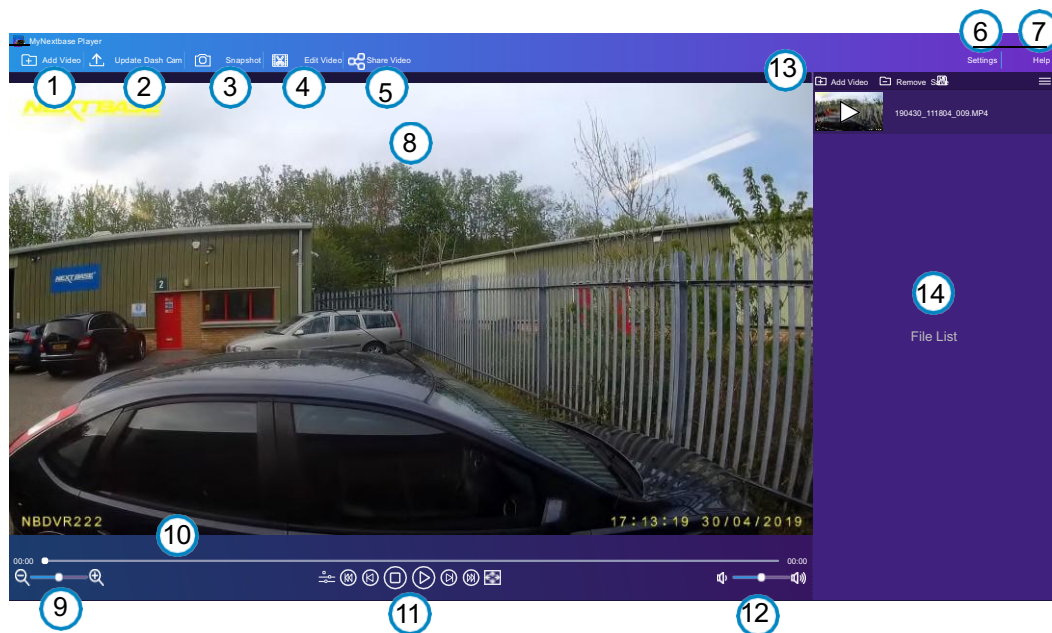 6 7
MyNextbase Player
Add Video Update Dash Cam Snapshot Edit Video Share Video Settings Help
1 2 3 4 5 13
Add Video Remove
NEXTBASE
190430_111804_009.MP4
8
NEXTBASE
2
14
File List
NBDVR222 17:13:19 30/04/2019
10
00:00 00:00
9 11 12